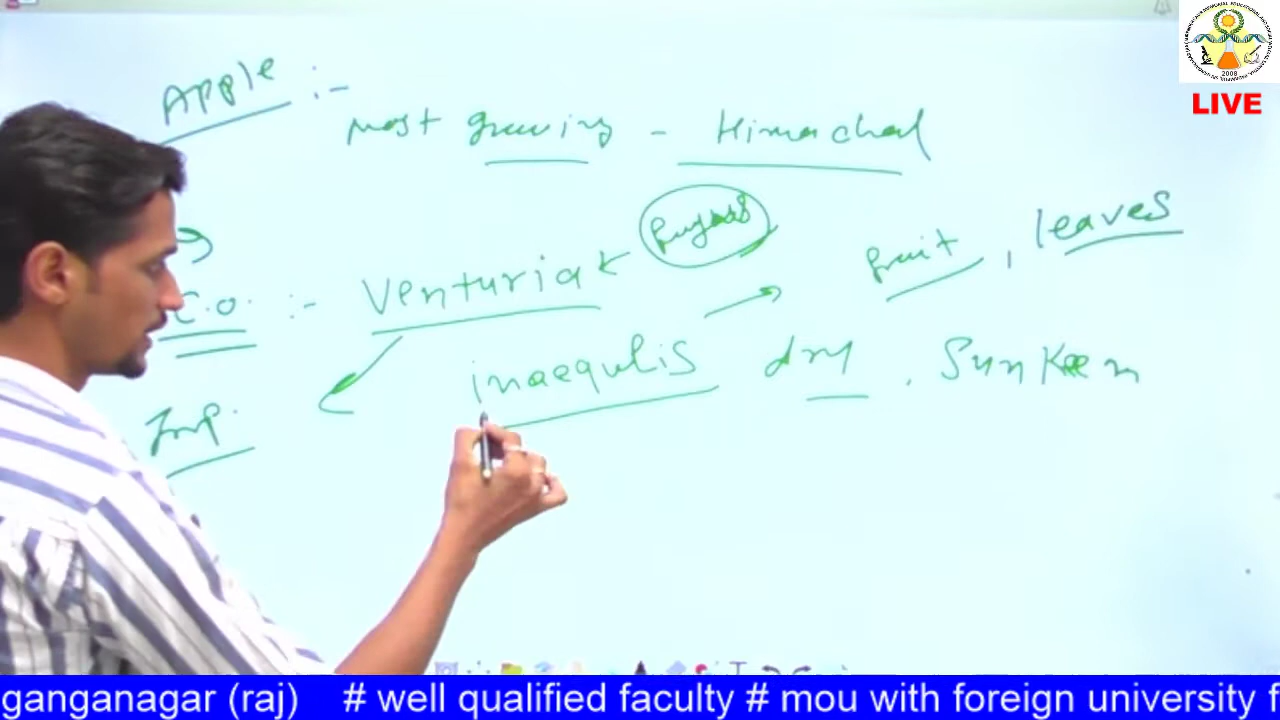 Apple :-
most growing - Himachal
C.O. :- Venturia fungus
inaequlis fruit, leaves
dry, Sunken
Imp.
2008
LIVE
ganganagar (raj) # well qualified faculty # mou with foreign university f